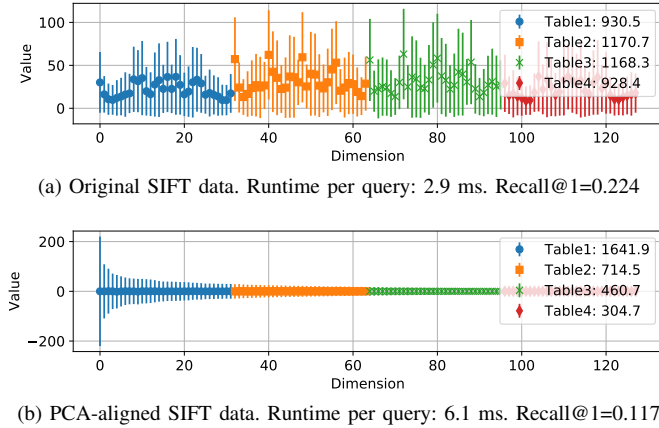 100
50
0
Value
0
20
40
60
80
100
120
Dimension
Table1: 930.5
Table2: 1170.7
Table3: 1168.3
Table4: 928.4
(a) Original SIFT data. Runtime per query: 2.9 ms. Recall@1=0.224
200
0
−200
Value
0
20
40
60
80
100
120
Dimension
Table1: 1641.9
Table2: 714.5
Table3: 460.7
Table4: 304.7
(b) PCA-aligned SIFT data. Runtime per query: 6.1 ms. Recall@1=0.117